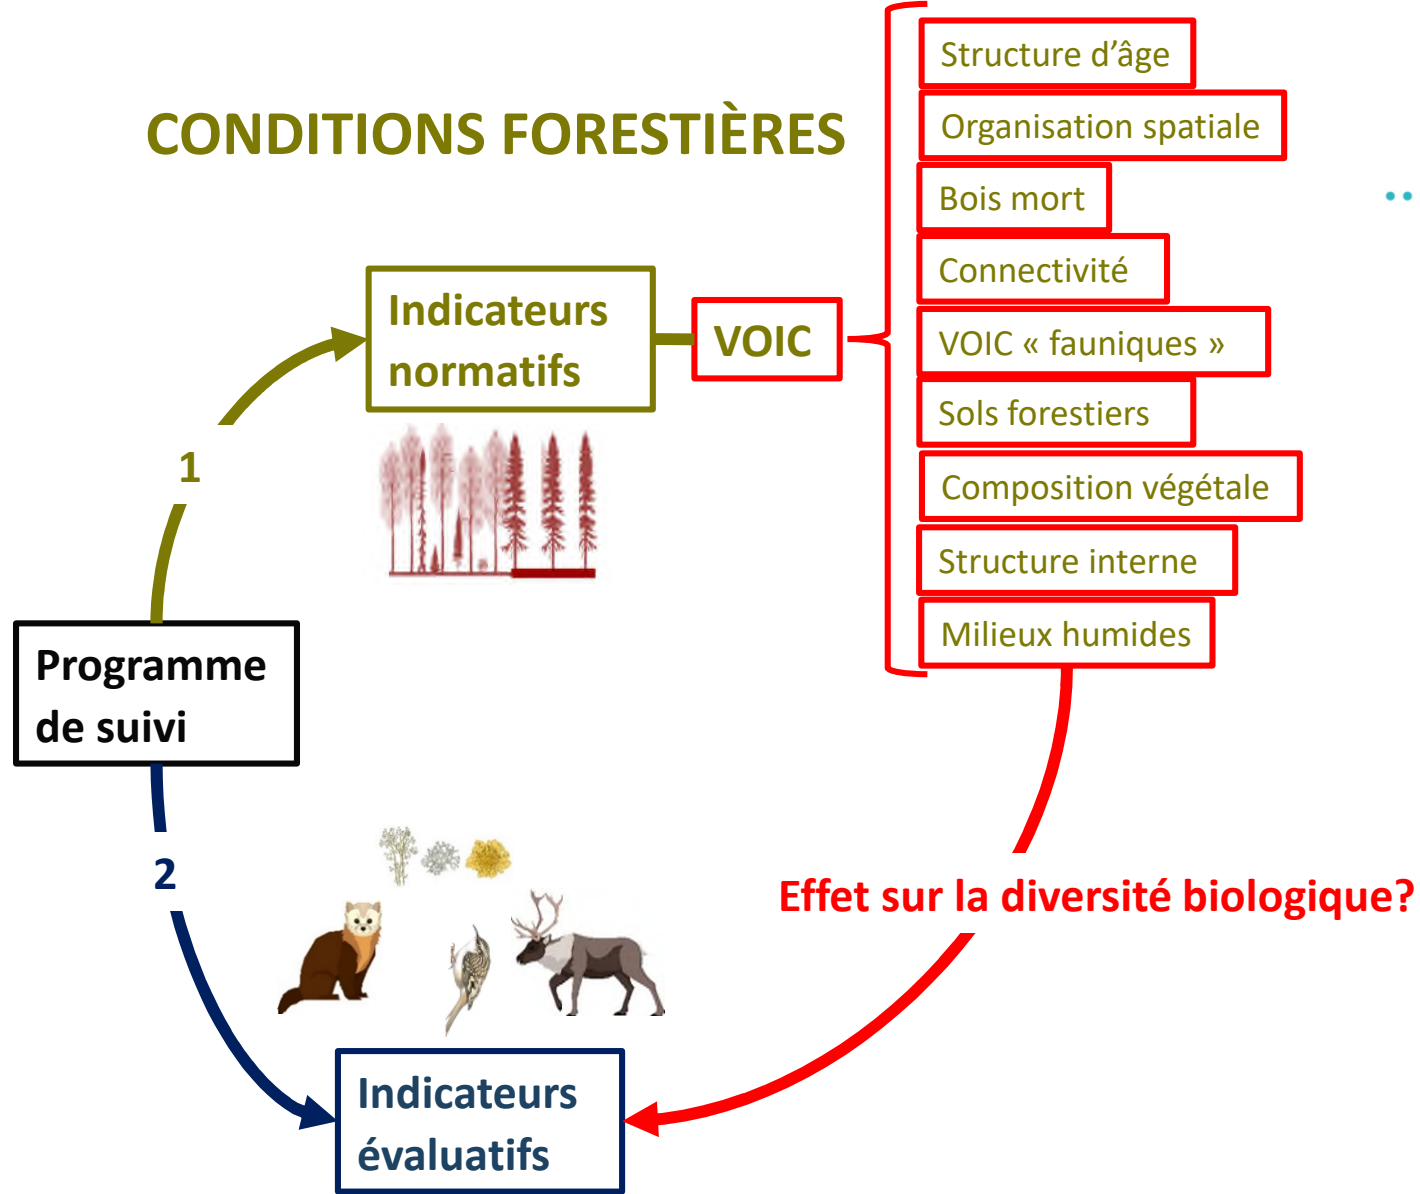 CONDITIONS FORESTIÈRES
Structure d’âge
Organisation spatiale
Bois mort
Connectivité
VOIC « fauniques »
Sols forestiers
Composition végétale
Structure interne
Milieux humides
Indicateurs
normatifs
VOIC
1
Programme
de suivi
2
Effet sur la diversité biologique?
Indicateurs
évaluatifs